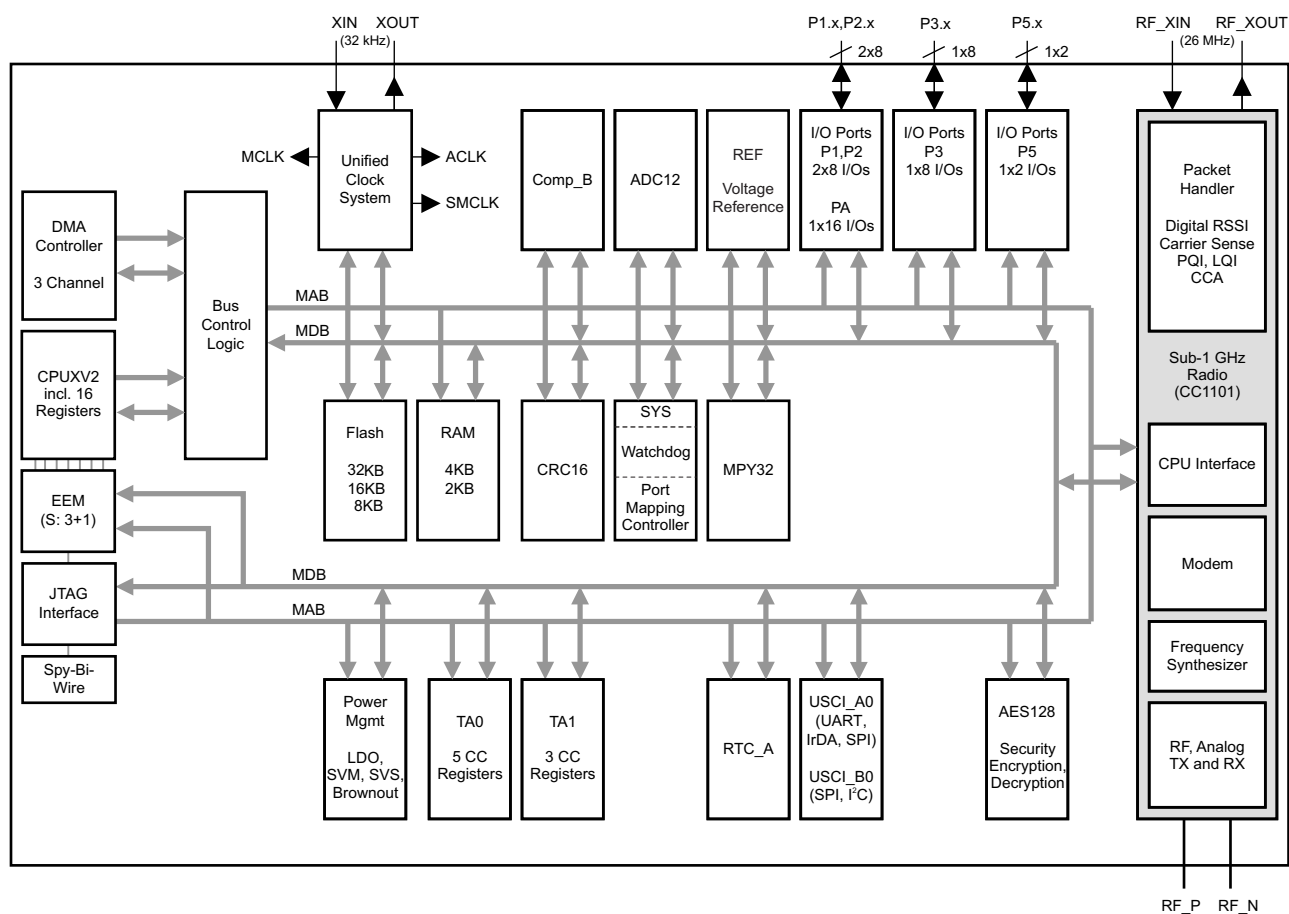 XIN XOUT
(32 kHz)
P1.x,P2.x
2x8
P3.x
1x8
P5.x
1x2
RF_XIN RF_XOUT
(26 MHz)
MCLK
Unified
Clock
System
ACLK
SMCLK
Comp_B
ADC12
REF
Voltage
Reference
I/O Ports
P1,P2
2x8 I/Os
PA
1x16 I/Os
I/O Ports
P3
1x8 I/Os
I/O Ports
P5
1x2 I/Os
Packet
Handler
Digital RSSI
Carrier Sense
PQI, LQI
CCA
DMA
Controller
3 Channel
Bus
Control
Logic
MAB
MDB
CPUXV2
incl. 16
Registers
Sub-1 GHz
Radio
(CC1101)
Flash
32KB
16KB
8KB
RAM
4KB
2KB
CRC16
SYS
Watchdog
Port
Mapping
Controller
MPY32
CPU Interface
EEM
(S: 3+1)
Modem
MDB
JTAG
Interface
MAB
Spy-Bi-
Wire
Frequency
Synthesizer
Power
Mgmt
LDO,
SVM, SVS,
Brownout
TA0
5 CC
Registers
TA1
3 CC
Registers
RTC_A
USCI_A0
(UART,
IrDA, SPI)
USCI_B0
(SPI, I²C)
AES128
Security
Encryption,
Decryption
RF, Analog
TX and RX
RF_P RF_N